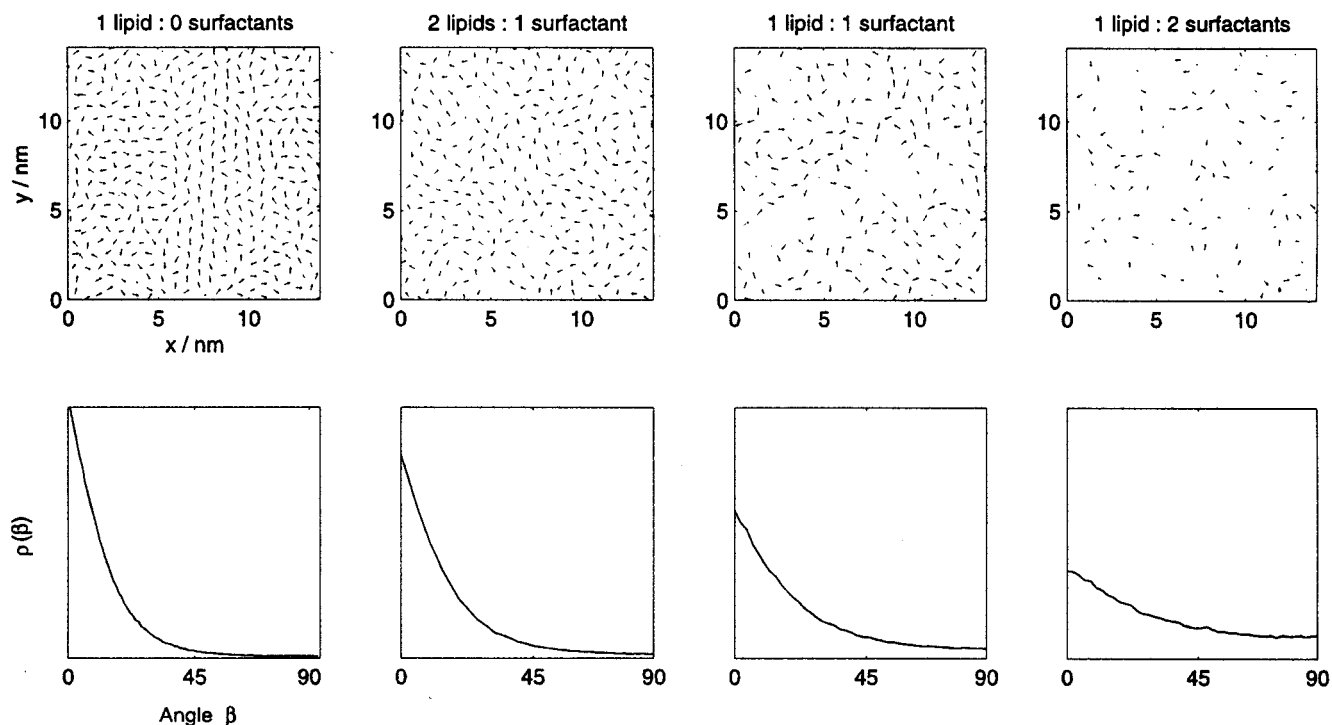 1 lipid : 0 surfactants
2 lipids : 1 surfactant
1 lipid : 1 surfactant
1 lipid : 2 surfactants
y / nm
10
5
0
0 5 10
x / nm
10
5
0
0 5 10
10
5
0
0 5 10
10
5
0
0 5 10
ρ(β)
0 45 90
Angle β
0 45 90
0 45 90
0 45 90